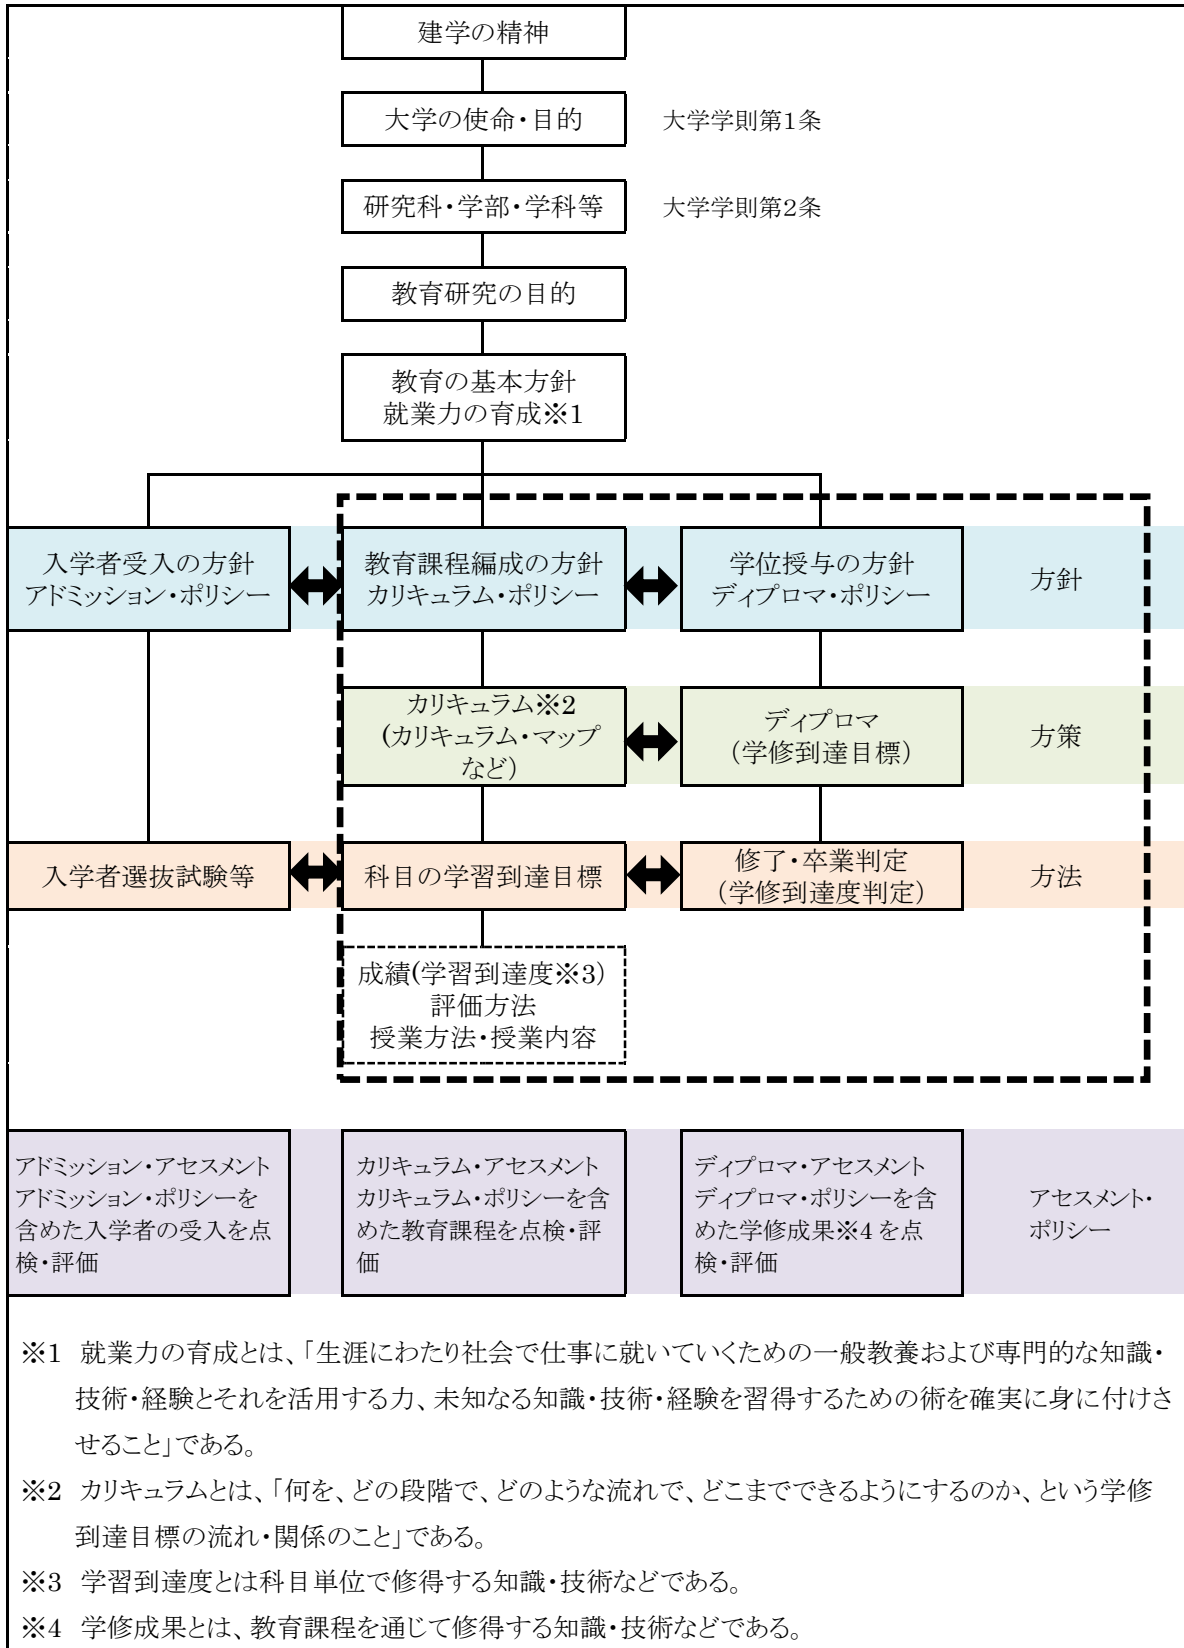 建学の精神
大学の使命・目的
大学学則第1条
研究科・学部・学科等
大学学則第2条
教育研究の目的
教育の基本方針
就業力の育成※1
入学者受入の方針
アドミッション・ポリシー
教育課程編成の方針
カリキュラム・ポリシー
学位授与の方針
ディプロマ・ポリシー
方針
カリキュラム※2
(カリキュラム・マップ
など)
ディプロマ
(学修到達目標)
方策
入学者選抜試験等
科目の学習到達目標
修了・卒業判定
(学修到達度判定)
方法
成績(学習到達度※3)
評価方法
授業方法・授業内容
アドミッション・アセスメント
アドミッション・ポリシーを
含めた入学者の受入を点
検・評価
カリキュラム・アセスメント
カリキュラム・ポリシーを含
めた教育課程を点検・評
価
ディプロマ・アセスメント
ディプロマ・ポリシーを含
めた学修成果※4 を点
検・評価
アセスメント・
ポリシー
※1 就業力の育成とは、「生涯にわたり社会で仕事に就いていくための一般教養および専門的な知識・
技術・経験とそれを活用する力、未知なる知識・技術・経験を習得するための術を確実に身に付けさ
せること」である。
※2 カリキュラムとは、「何を、どの段階で、どのような流れで、どこまでできるようにするのか、という学修
到達目標の流れ・関係のこと」である。
※3 学習到達度とは科目単位で修得する知識・技術などである。
※4 学修成果とは、教育課程を通じて修得する知識・技術などである。